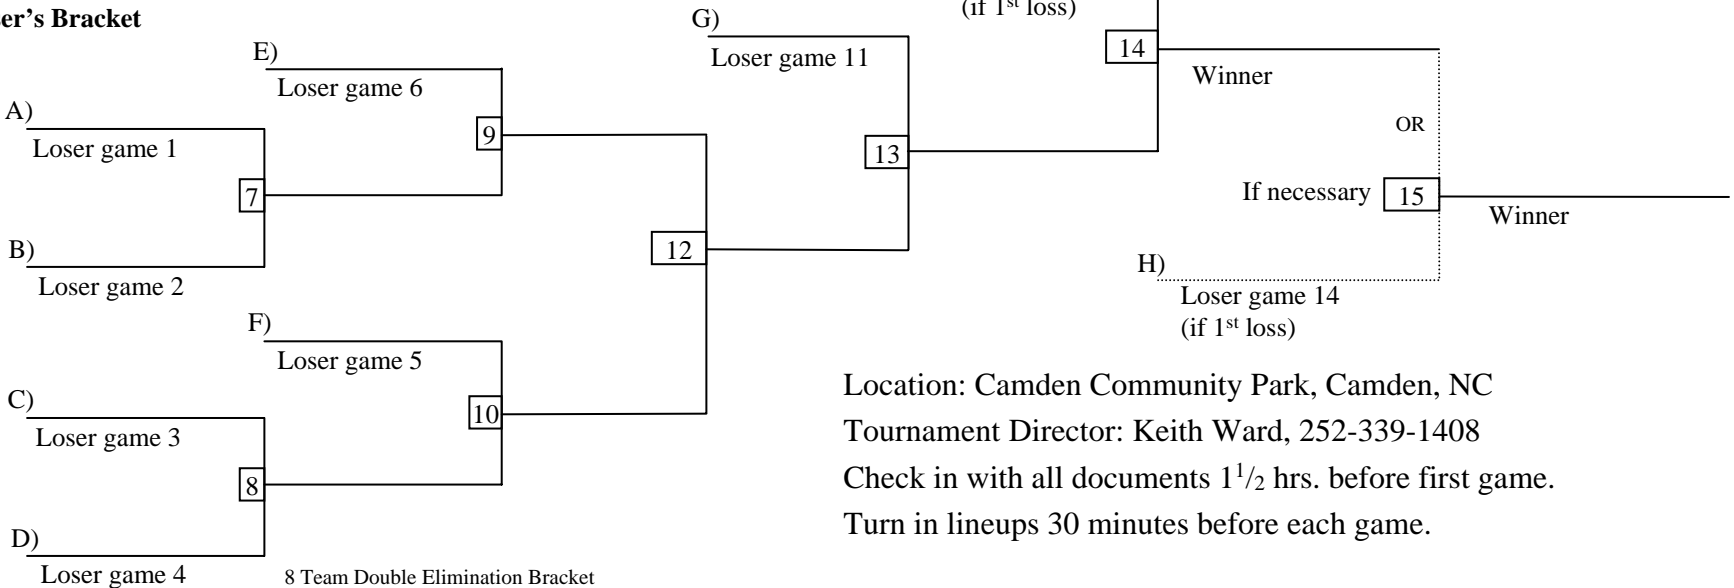 ser's Bracket
(if 1st loss)
G)
Loser game 11
14
Winner
E)
Loser game 6
A)
Loser game 1
9
OR
13
7
If necessary
15
Winner
B)
Loser game 2
12
H)
Loser game 14
(if 1st loss)
F)
Loser game 5
C)
Loser game 3
10
8
D)
Loser game 4
8 Team Double Elimination Bracket
Location: Camden Community Park, Camden, NC
Tournament Director: Keith Ward, 252-339-1408
Check in with all documents 1 1/2 hrs. before first game.
Turn in lineups 30 minutes before each game.